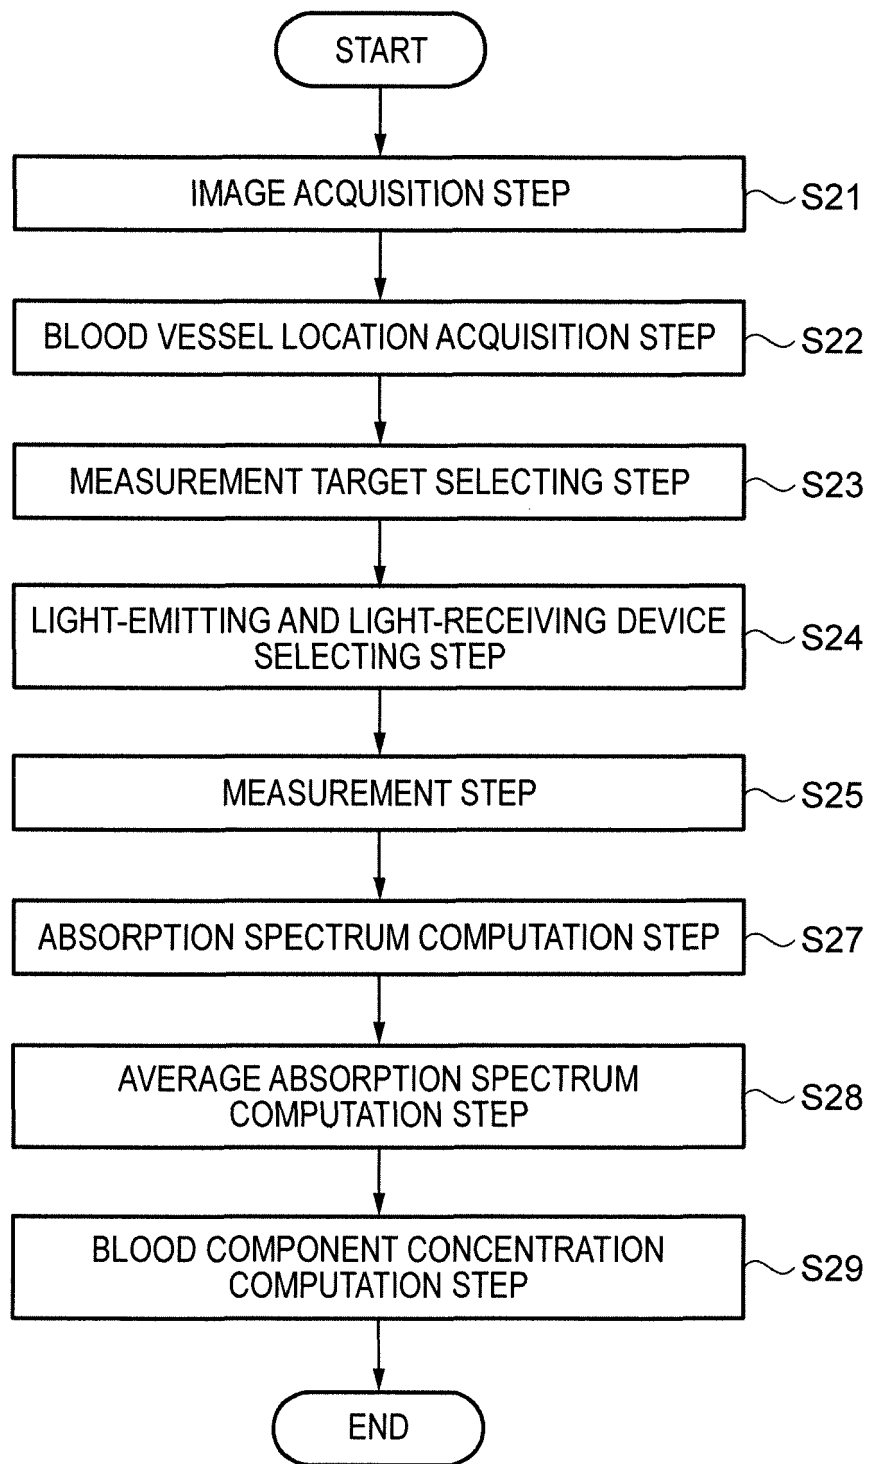 START
IMAGE ACQUISITION STEP
S21
BLOOD VESSEL LOCATION ACQUISITION STEP
S22
MEASUREMENT TARGET SELECTING STEP
S23
LIGHT-EMITTING AND LIGHT-RECEIVING DEVICE
SELECTING STEP
S24
MEASUREMENT STEP
S25
ABSORPTION SPECTRUM COMPUTATION STEP
S27
AVERAGE ABSORPTION SPECTRUM
COMPUTATION STEP
S28
BLOOD COMPONENT CONCENTRATION
COMPUTATION STEP
S29
END